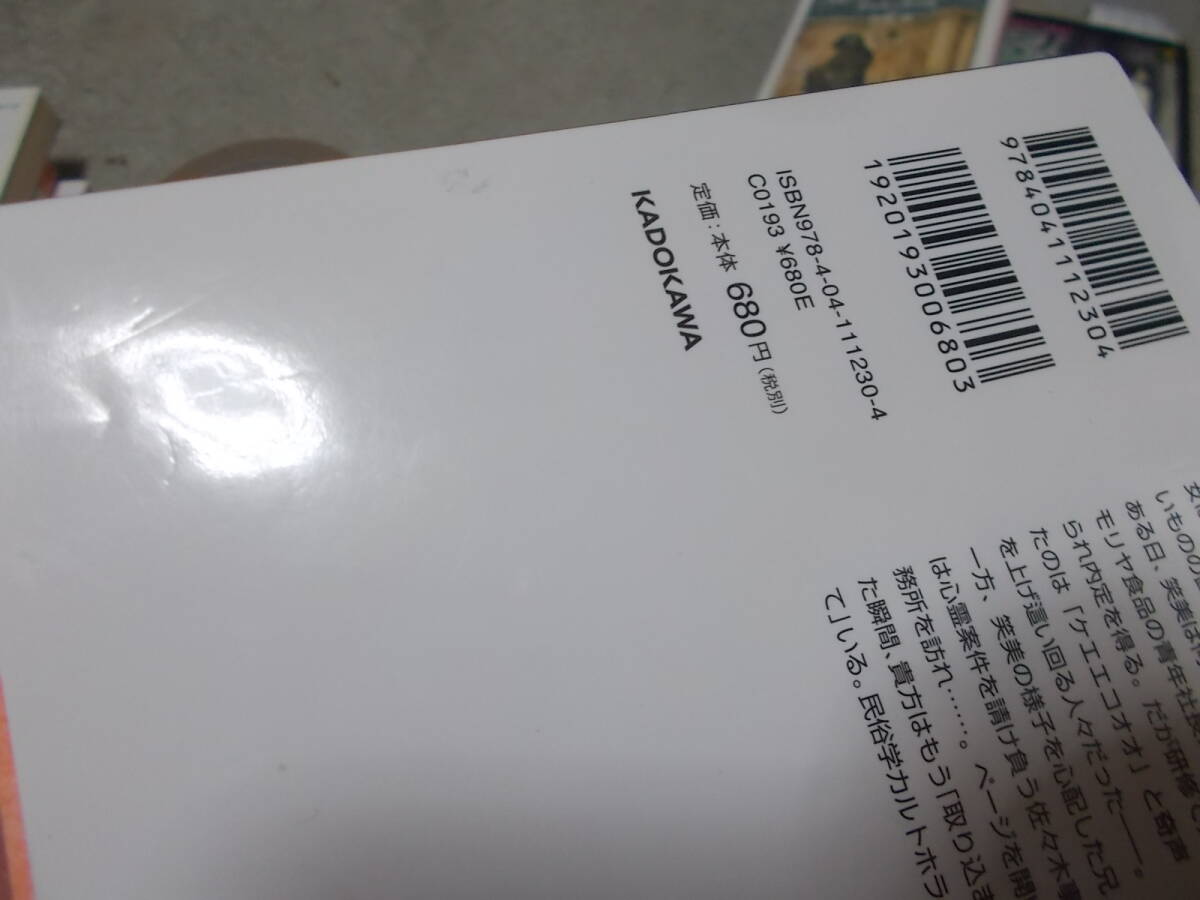 9784041112304
1920193006803
ISBN978-4-04-111230-4
C0193 ¥680E
定価：本体 680円（税別）
KADOKAWA
いものの
ある日、笑美はや
モリヤ食品の青年社長
られ内定を得る。だが研修で
たのは「ケエエコオオ」と奇声
を上げ這い回る人々だった――。
一方、笑美の様子を心配した兄
は心霊案件を請け負う佐々木事
務所を訪れ……。ページを開い
た瞬間、貴方はもう「取り込ま
て」いる。民俗学カルトホラ